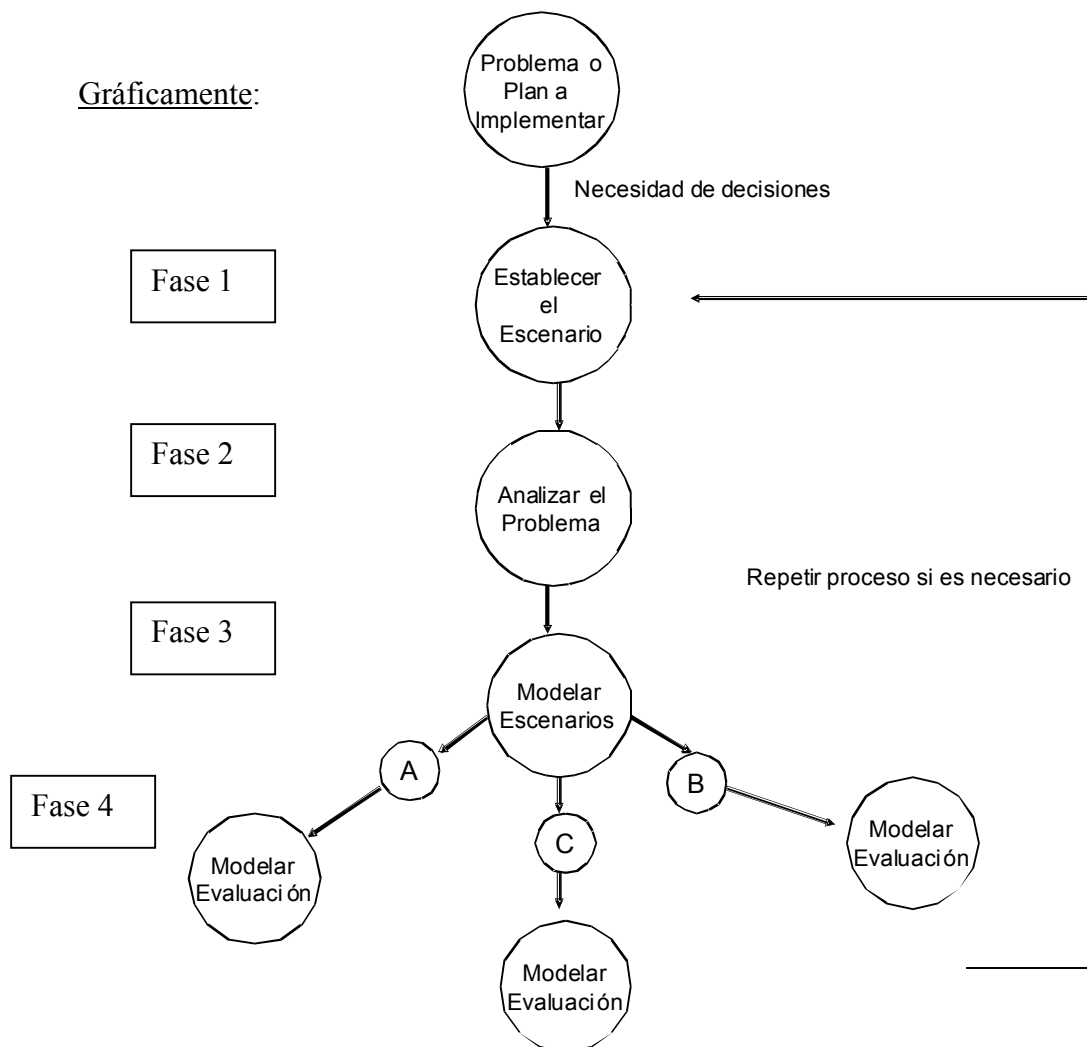 Gráficamente:
Problema o
Plan a
Implementar
Necesidad de decisiones
Fase 1
Establecer
el
Escenario
Fase 2
Analizar el
Problema
Repetir proceso si es necesario
Fase 3
Modelar
Escenarios
A
B
C
Fase 4
Modelar
Evaluación
Modelar
Evaluación
Modelar
Evaluación